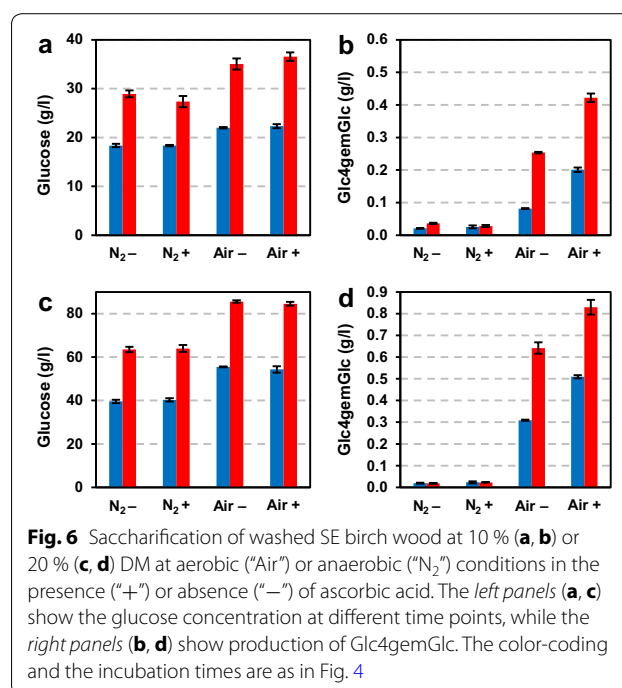 a
Glucose (g/l)
40
30
20
10
0
N₂ – N₂ + Air – Air +
b
Glc4gemGlc (g/l)
0.6
0.5
0.4
0.3
0.2
0.1
0.0
N₂ – N₂ + Air – Air +
c
Glucose (g/l)
80
60
40
20
0
N₂ – N₂ + Air – Air +
d
Glc4gemGlc (g/l)
0.9
0.8
0.7
0.6
0.5
0.4
0.3
0.2
0.1
0.0
N₂ – N₂ + Air – Air +
Fig. 6 Saccharification of washed SE birch wood at 10 % (a, b) or
20 % (c, d) DM at aerobic (“Air”) or anaerobic (“N₂”) conditions in the
presence (“+”) or absence (“−”) of ascorbic acid. The left panels (a, c)
show the glucose concentration at different time points, while the
right panels (b, d) show production of Glc4gemGlc. The color-coding
and the incubation times are as in Fig. 4